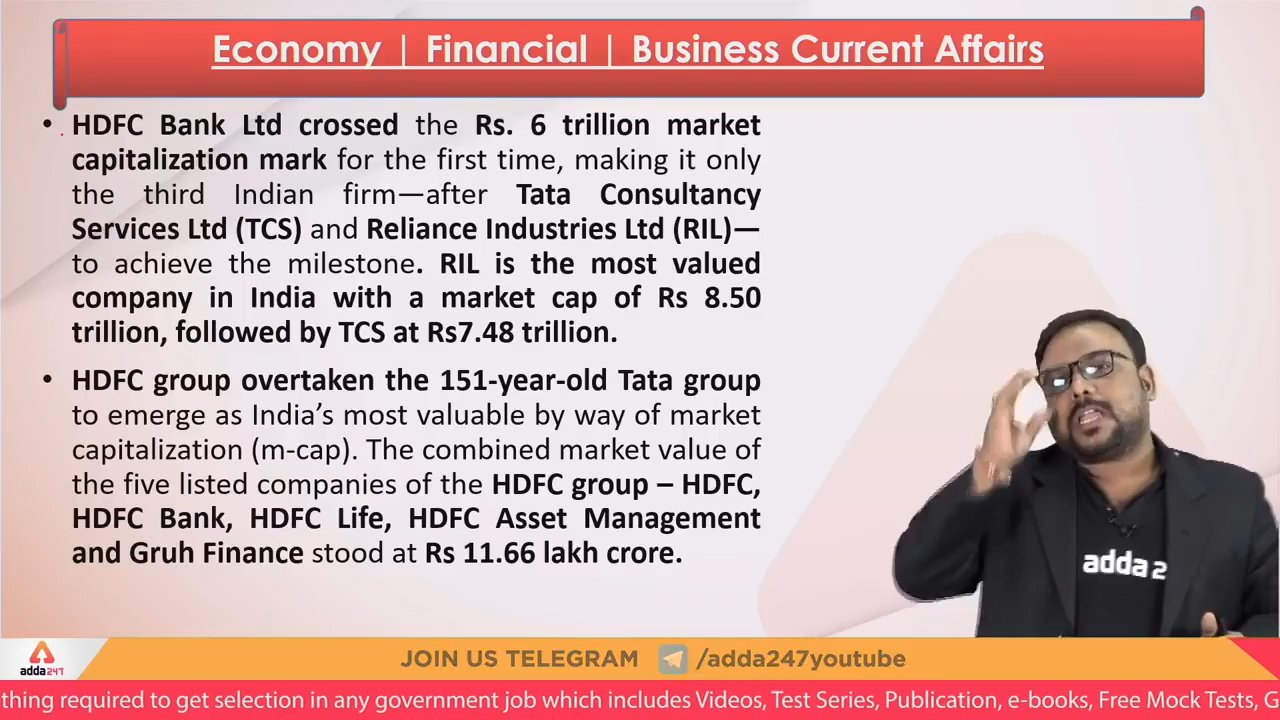 Economy | Financial | Business Current Affairs
• HDFC Bank Ltd crossed the Rs. 6 trillion market
capitalization mark for the first time, making it only
the third Indian firm—after Tata Consultancy
Services Ltd (TCS) and Reliance Industries Ltd (RIL)—
to achieve the milestone. RIL is the most valued
company in India with a market cap of Rs 8.50
trillion, followed by TCS at Rs7.48 trillion.
• HDFC group overtaken the 151-year-old Tata group
to emerge as India's most valuable by way of market
capitalization (m-cap). The combined market value of
the five listed companies of the HDFC group – HDFC,
HDFC Bank, HDFC Life, HDFC Asset Management
and Gruh Finance stood at Rs 11.66 lakh crore.
adda 2
adda247
JOIN US TELEGRAM /adda247youtube
thing required to get selection in any government job which includes Videos, Test Series, Publication, e-books, Free Mock Tests, G